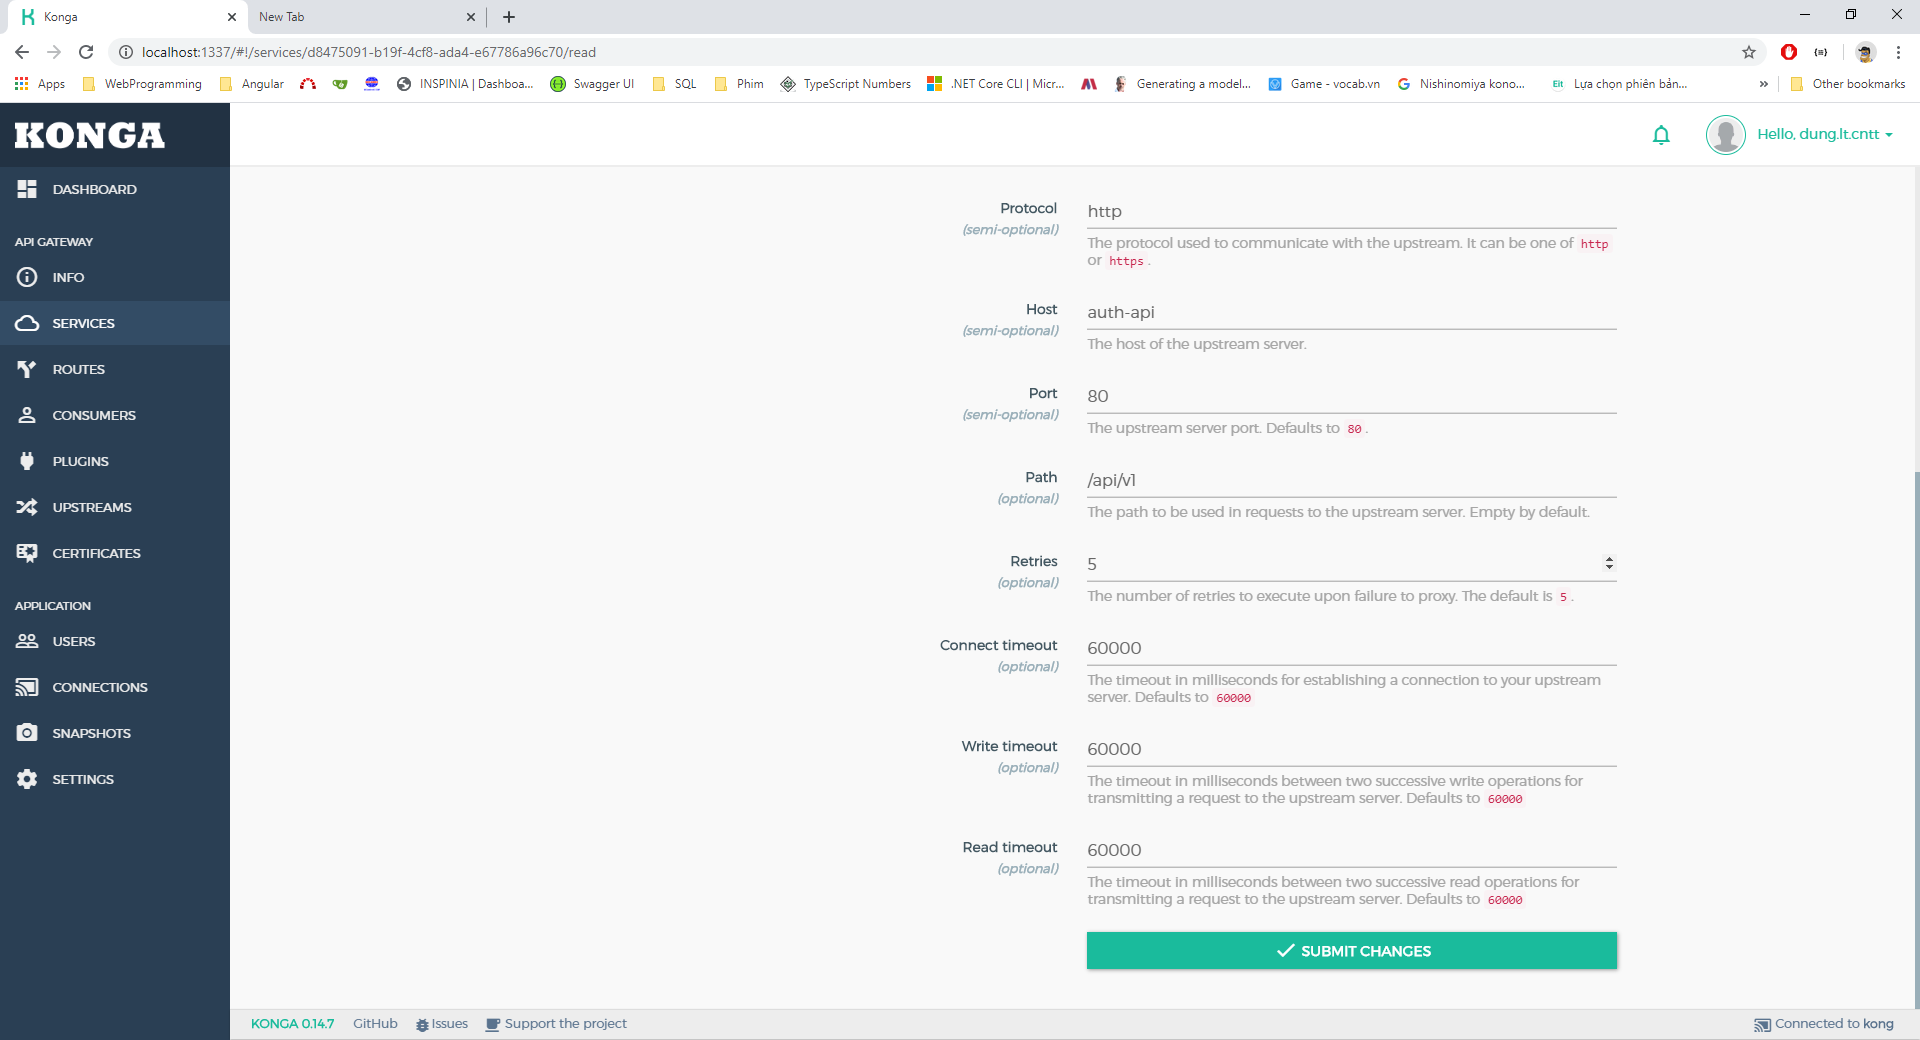 Konga
New Tab
localhost:1337/#!/services/d8475091-b19f-4cf8-ada4-e67786a96c70/read
Apps
WebProgramming
Angular
INSPINIA | Dashboa...
Swagger UI
SQL
Phim
TypeScript Numbers
.NET Core CLI | Micr...
Generating a model...
Game - vocab.vn
Nishinomiya kono...
Eit
Lựa chọn phiên bản...
»
Other bookmarks
KONGA
Hello, dung.lt.cntt
DASHBOARD
API GATEWAY
INFO
SERVICES
ROUTES
CONSUMERS
PLUGINS
UPSTREAMS
CERTIFICATES
APPLICATION
USERS
CONNECTIONS
SNAPSHOTS
SETTINGS
Protocol
(semi-optional)
http
The protocol used to communicate with the upstream. It can be one of http
or https.
Host
(semi-optional)
auth-api
The host of the upstream server.
Port
(semi-optional)
80
The upstream server port. Defaults to 80.
Path
(optional)
/api/v1
The path to be used in requests to the upstream server. Empty by default.
Retries
(optional)
5
The number of retries to execute upon failure to proxy. The default is 5.
Connect timeout
(optional)
60000
The timeout in milliseconds for establishing a connection to your upstream
server. Defaults to 60000
Write timeout
(optional)
60000
The timeout in milliseconds between two successive write operations for
transmitting a request to the upstream server. Defaults to 60000
Read timeout
(optional)
60000
The timeout in milliseconds between two successive read operations for
transmitting a request to the upstream server. Defaults to 60000
SUBMIT CHANGES
KONGA 0.14.7
GitHub
Issues
Support the project
Connected to kong